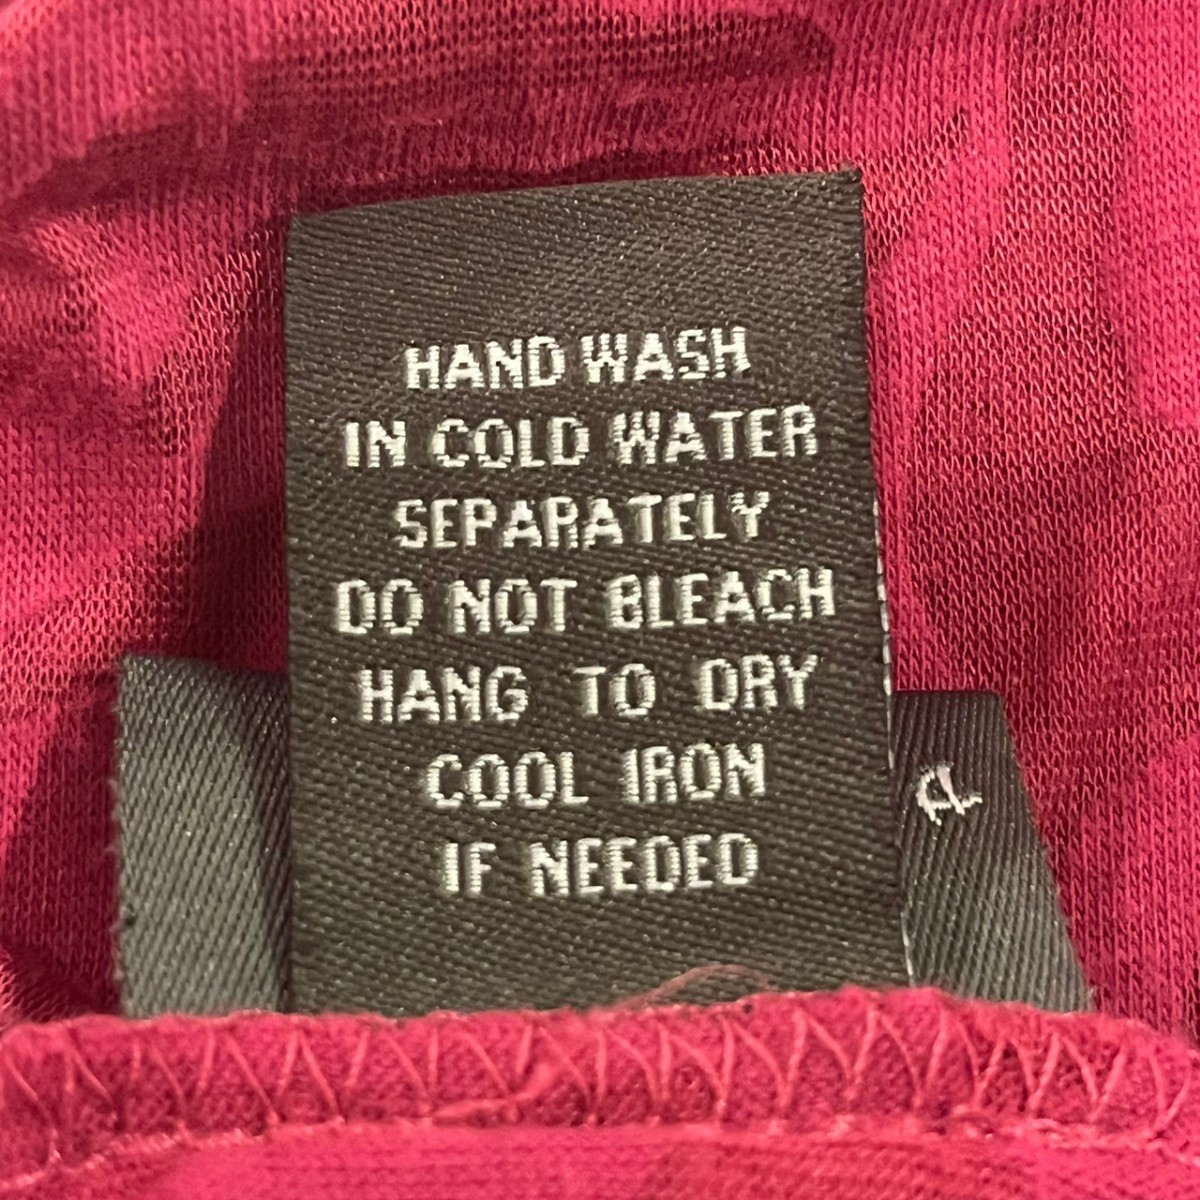 HAND WASH
IN COLD WATER
SEPARATELY
DO NOT BLEACH
HANG TO DRY
COOL IRON
IF NEEDED